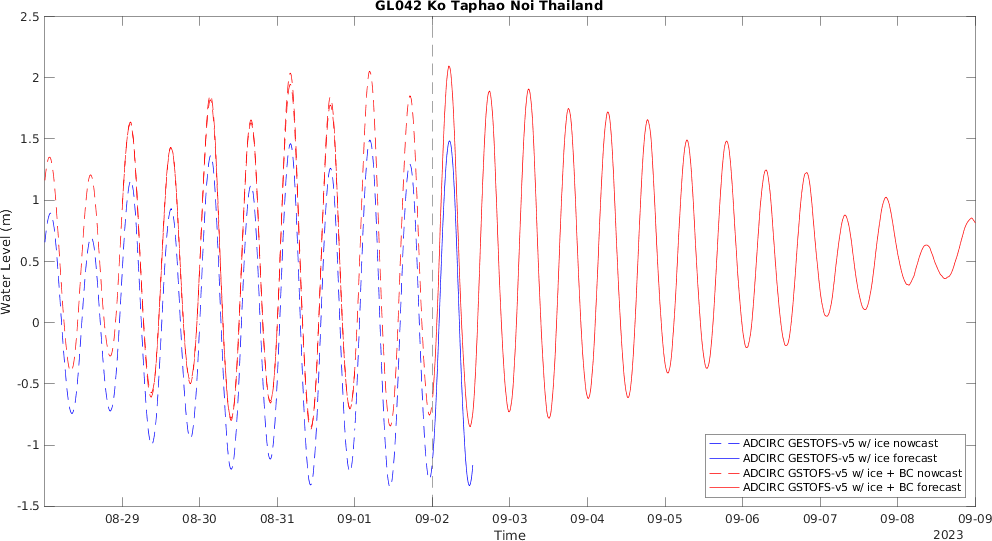 GL042 Ko Taphao Noi Thailand
2.5
2
1.5
1
0.5
0
-0.5
-1
-1.5
Water Level (m)
ADCIRC GESTOFS-v5 w/ ice nowcast
ADCIRC GESTOFS-v5 w/ ice forecast
ADCIRC GSTOFS-v5 w/ ice + BC nowcast
ADCIRC GSTOFS-v5 w/ ice + BC forecast
08-29 08-30 08-31 09-01 09-02 09-03 09-04 09-05 09-06 09-07 09-08 09-09
Time
2023